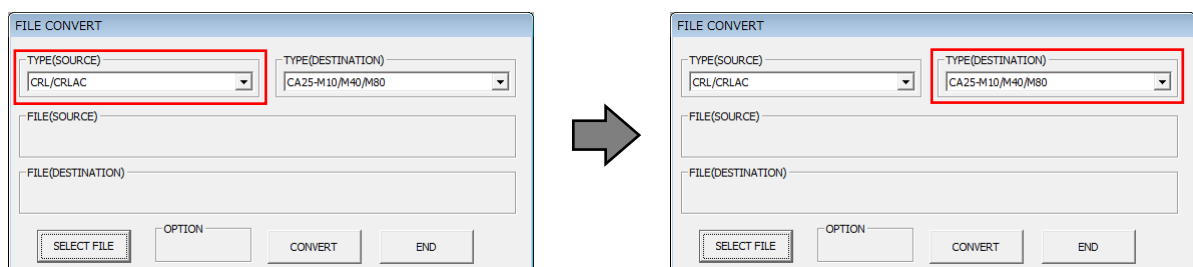 FILE CONVERT
TYPE(SOURCE)
CRL/CRLAC
TYPE(DESTINATION)
CA25-M10/M40/M80
FILE(SOURCE)
FILE(DESTINATION)
SELECT FILE
OPTION
CONVERT
END
FILE CONVERT
TYPE(SOURCE)
CRL/CRLAC
TYPE(DESTINATION)
CA25-M10/M40/M80
FILE(SOURCE)
FILE(DESTINATION)
SELECT FILE
OPTION
CONVERT
END